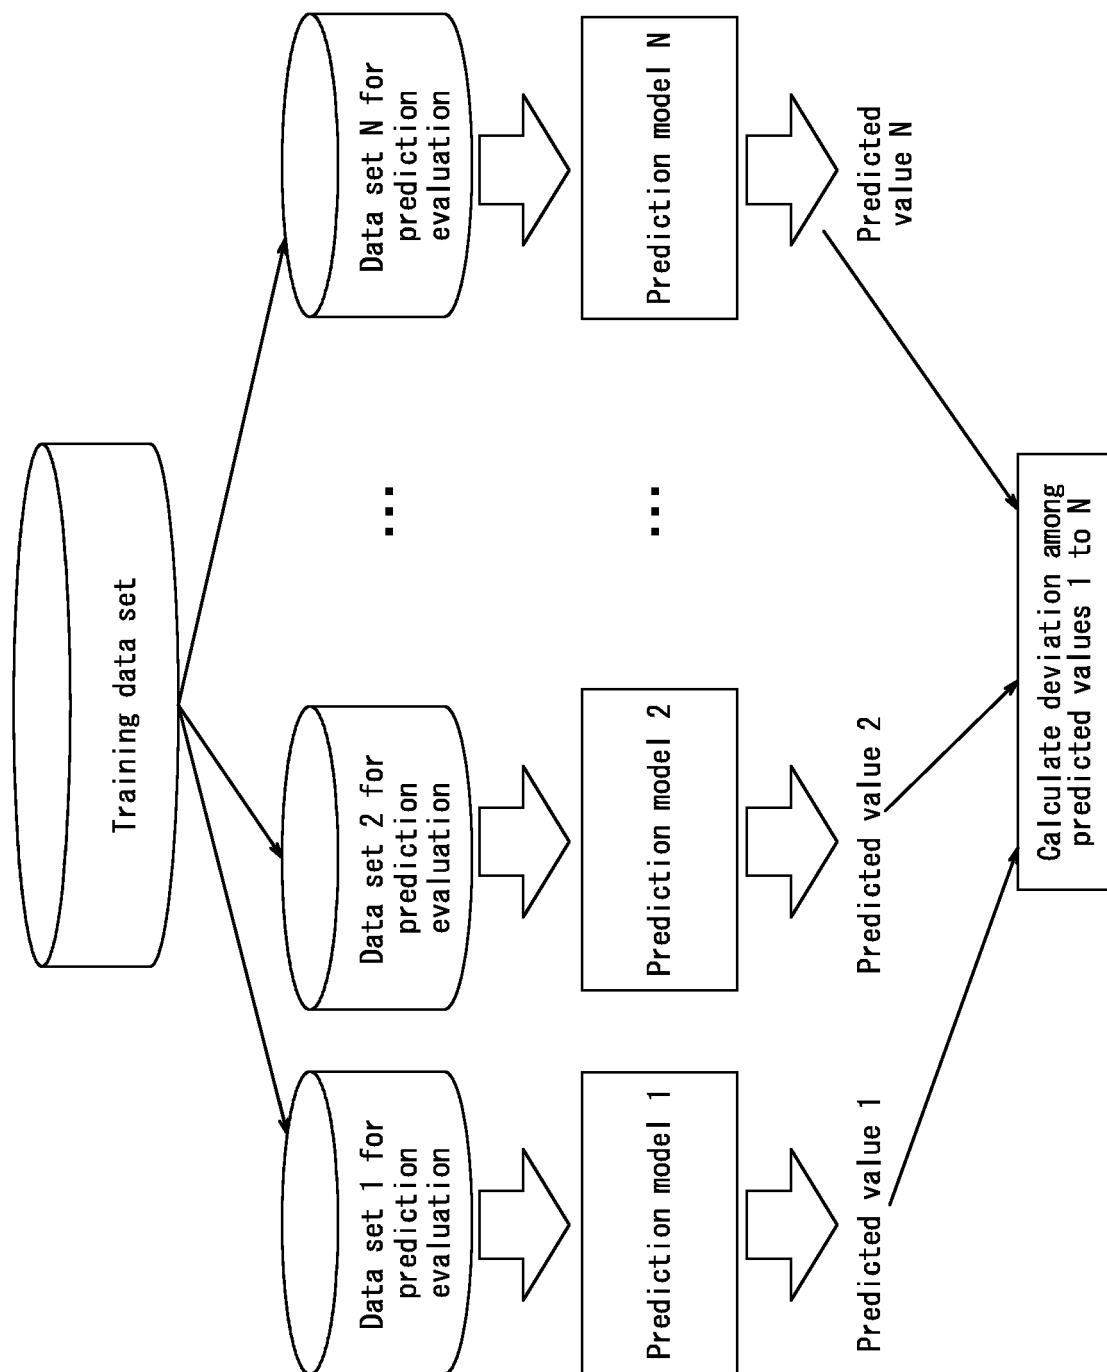 Training data set
Data set 1 for
prediction
evaluation
Data set 2 for
prediction
evaluation
...
Data set N for
prediction
evaluation
Prediction model 1
Prediction model 2
...
Prediction model N
Predicted value 1
Predicted value 2
Predicted
value N
Calculate deviation among
predicted values 1 to N